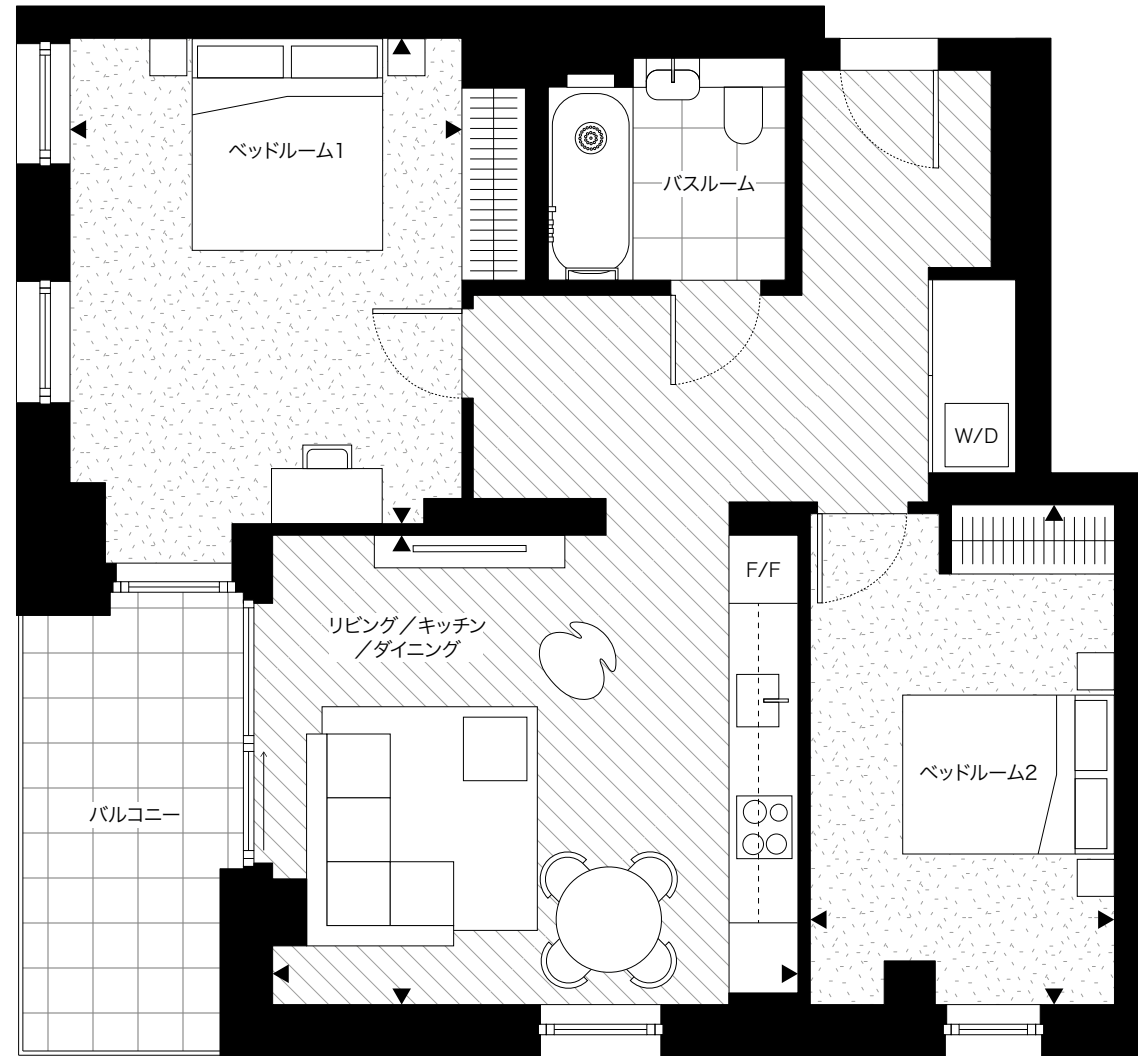 ベッドルーム1
バスルーム
W/D
F/F
リビング／キッチン
／ダイニング
ベッドルーム2
バルコニー